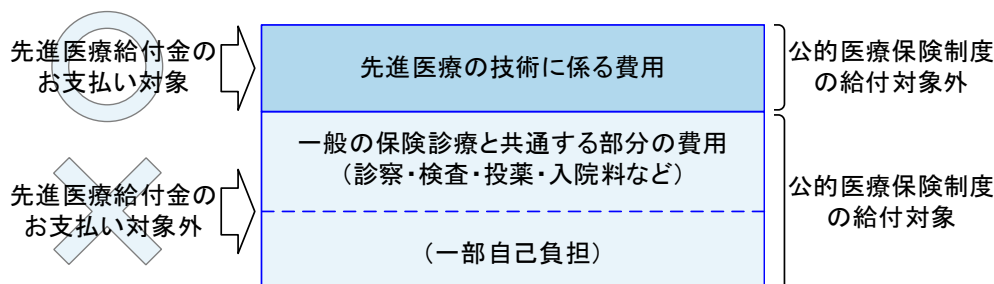 先進医療給付金の
お支払い対象
先進医療の技術に係る費用
公的医療保険制度
の給付対象外
一般の保険診療と共通する部分の費用
（診察・検査・投薬・入院料など）
先進医療給付金の
お支払い対象外
公的医療保険制度
の給付対象
（一部自己負担）